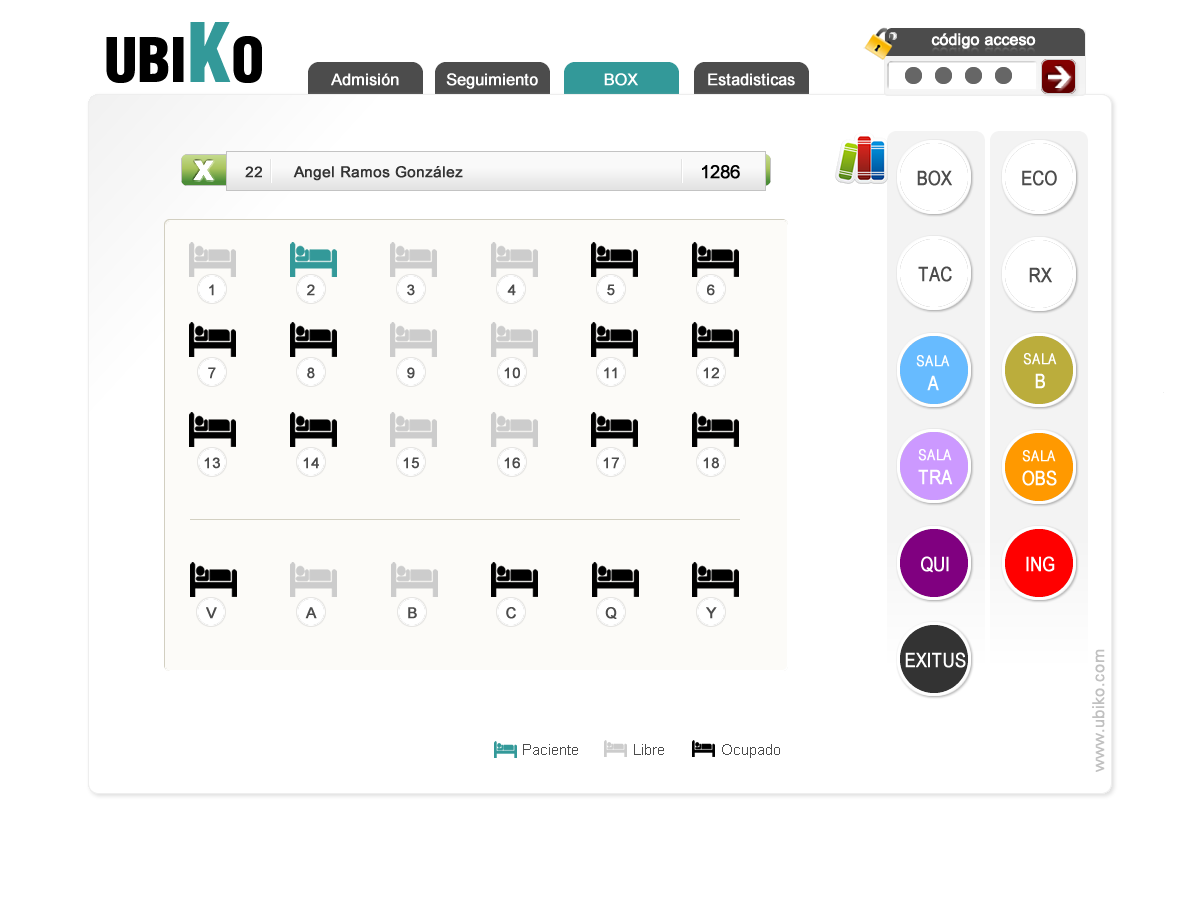 UBIKO
código acceso
Admisión
Seguimiento
BOX
Estadisticas
X 22 Angel Ramos González 1286
1 2 3 4 5 6
7 8 9 10 11 12
13 14 15 16 17 18
V A B C Q Y
Paciente Libre Ocupado
BOX
ECO
TAC
RX
SALA
A
SALA
B
SALA
TRA
SALA
OBS
QUI
ING
EXITUS
www.ubiko.com